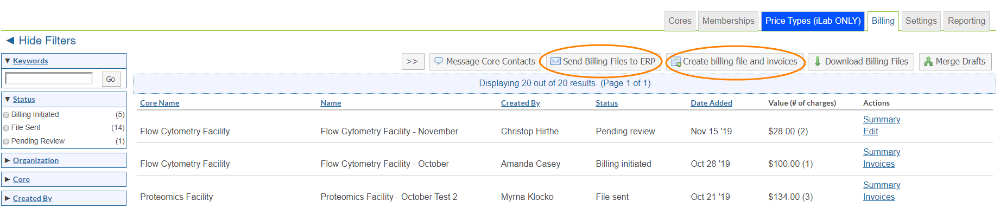 Cores Memberships Price Types (iLab ONLY) Billing Settings Reporting
◄ Hide Filters
▼ Keywords
Go
▼ Status
Billing Initiated (5)
File Sent (14)
Pending Review (1)
► Organization
► Core
► Created By
>> Message Core Contacts Send Billing Files to ERP Create billing file and invoices Download Billing Files Merge Drafts
Displaying 20 out of 20 results. (Page 1 of 1)
Core Name Name Created By Status Date Added Value (# of charges) Actions
Flow Cytometry Facility Flow Cytometry Facility - November Christop Hirthe Pending review Nov 15 '19 $28.00 (2) Summary
Edit
Flow Cytometry Facility Flow Cytometry Facility - October Amanda Casey Billing initiated Oct 28 '19 $100.00 (1) Summary
Invoices
Proteomics Facility Proteomics Facility - October Test 2 Myrna Klocko File sent Oct 21 '19 $134.00 (3) Summary
Invoices